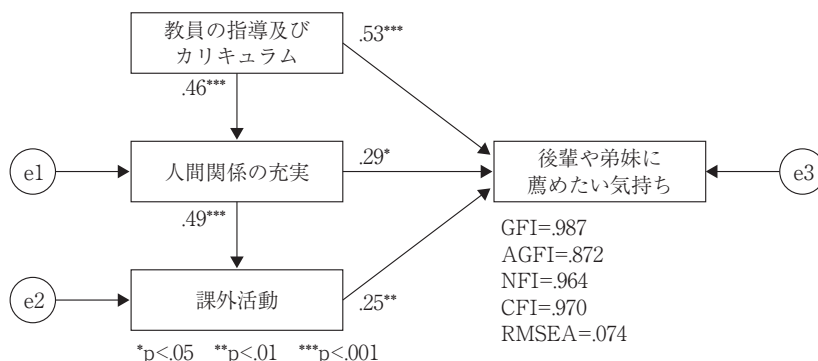 教員の指導及び
カリキュラム
.53***
.46***
e1
人間関係の充実
.29*
後輩や弟妹に
薦めたい気持ち
e3
.49***
GFI=.987
AGFI=.872
NFI=.964
CFI=.970
RMSEA=.074
e2
課外活動
.25**
*p<.05 **p<.01 ***p<.001